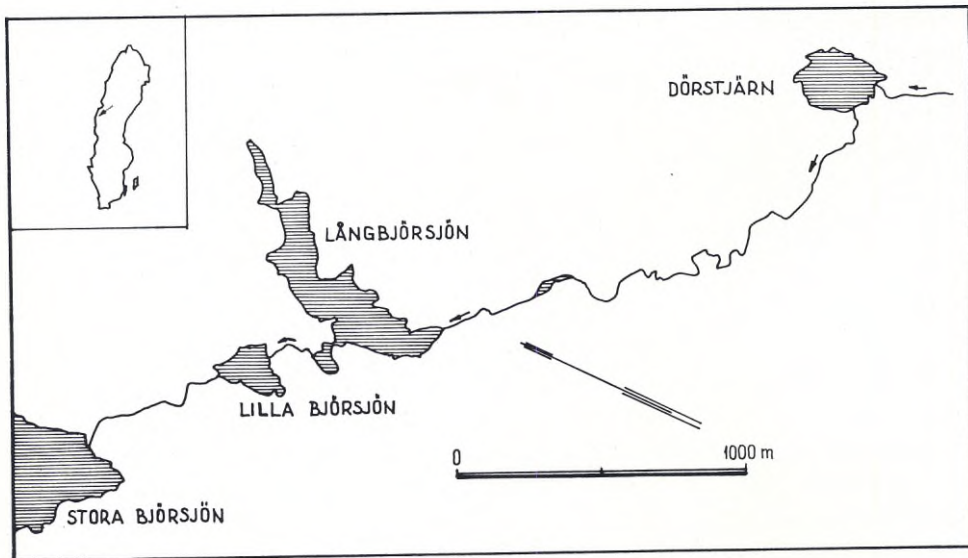 DÖRSTJÄRN
LÅNGBJÖRSJÖN
LILLA BJÖRSJÖN
0 1000 m
STORA BJÖRSJÖN